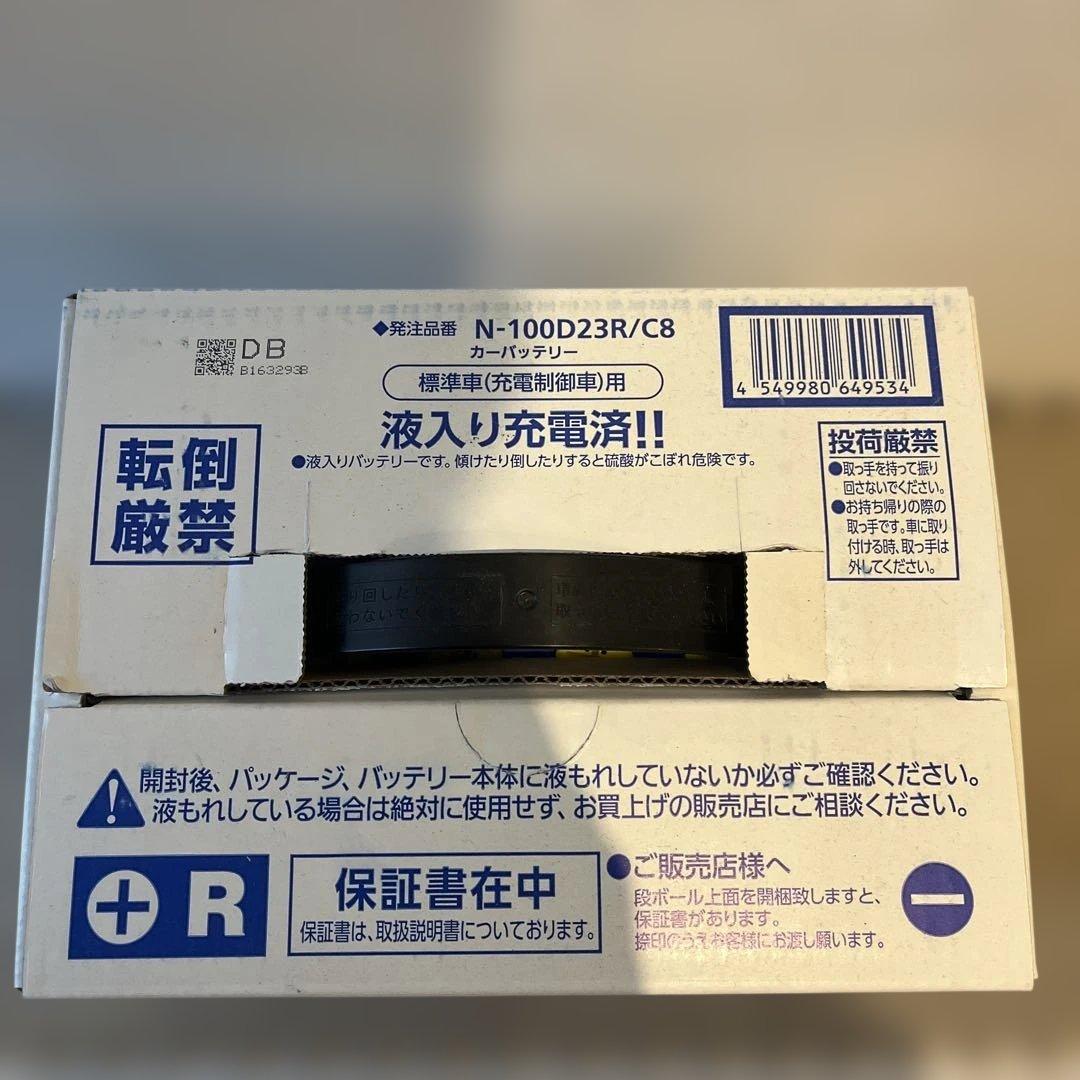 ◆発注品番 N-100D23R/C8
カーバッテリー
DB
B163293B
標準車(充電制御車)用
4 549980 649534
液入り充電済!!
●液入りバッテリーです。傾けたり倒したりすると硫酸がこぼれ危険です。
転倒
厳禁
投荷厳禁
●取っ手を持って振り
回さないでください。
●お持ち帰りの際の
取っ手です。車に取り
付ける時、取っ手は
外してください。
り回したり
わないでく
開封後、パッケージ、バッテリー本体に液もれしていないか必ずご確認ください。
液もれしている場合は絶対に使用せず、お買上げの販売店にご相談ください。
+ R
保証書在中
保証書は、取扱説明書についております。
●ご販売店様へ
段ボール上面を開梱致しますと、
保証書があります。
捺印のうえお客様にお渡し願います。
−